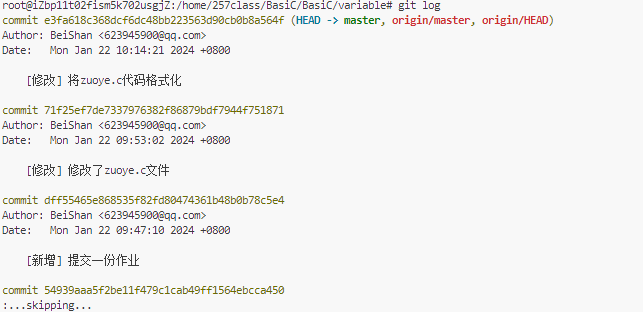 root@iZbp11t02fism5k702usgjZ:/home/257class/BasiC/BasiC/variable# git log
commit e3fa618c368dcf6dc48bb223563d90cb0b8a564f (HEAD -> master, origin/master, origin/HEAD)
Author: BeiShan <623945900@qq.com>
Date:   Mon Jan 22 10:14:21 2024 +0800
[修改] 将zuoye.c代码格式化
commit 71f25ef7de7337976382f86879bdf7944f751871
Author: BeiShan <623945900@qq.com>
Date:   Mon Jan 22 09:53:02 2024 +0800
[修改] 修改了zuoye.c文件
commit dff55465e868535f82fd80474361b48b0b78c5e4
Author: BeiShan <623945900@qq.com>
Date:   Mon Jan 22 09:47:10 2024 +0800
[新增] 提交一份作业
commit 54939aaa5f2be11f479c1cab49ff1564ebcca450
:...skipping...